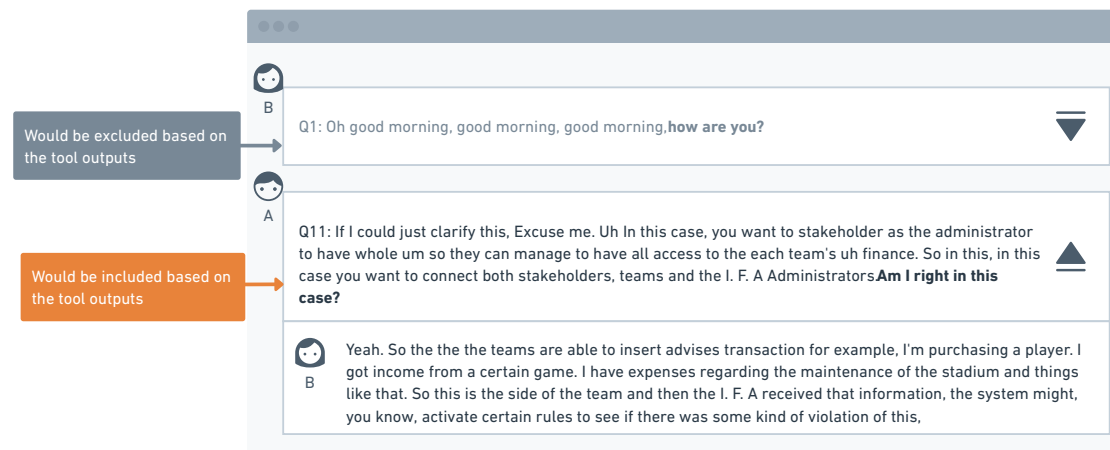 B
Would be excluded based on
the tool outputs
Q1: Oh good morning, good morning, good morning,how are you?
A
Would be included based on
the tool outputs
Q11: If I could just clarify this, Excuse me. Uh In this case, you want to stakeholder as the administrator
to have whole um so they can manage to have all access to the each team's uh finance. So in this, in this
case you want to connect both stakeholders, teams and the I. F. A Administrators.Am I right in this
case?
B
Yeah. So the the the teams are able to insert advises transaction for example, I'm purchasing a player. I
got income from a certain game. I have expenses regarding the maintenance of the stadium and things
like that. So this is the side of the team and then the I. F. A received that information, the system might,
you know, activate certain rules to see if there was some kind of violation of this,